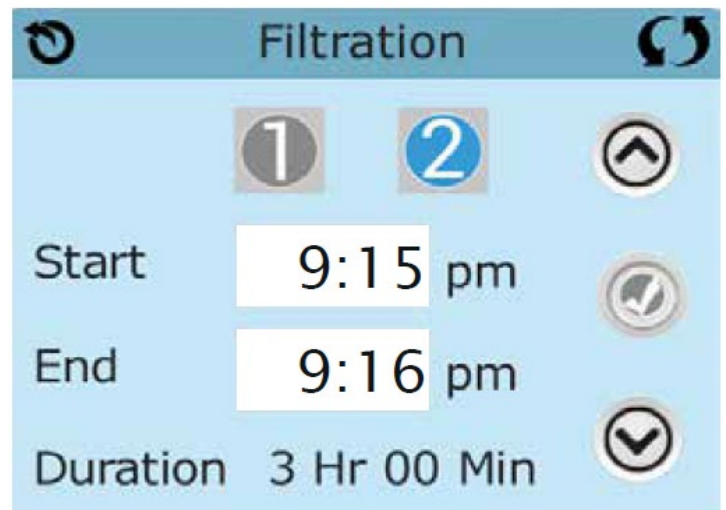 Filtration
1 2
Start 9:15 pm
End 9:16 pm
Duration 3 Hr 00 Min